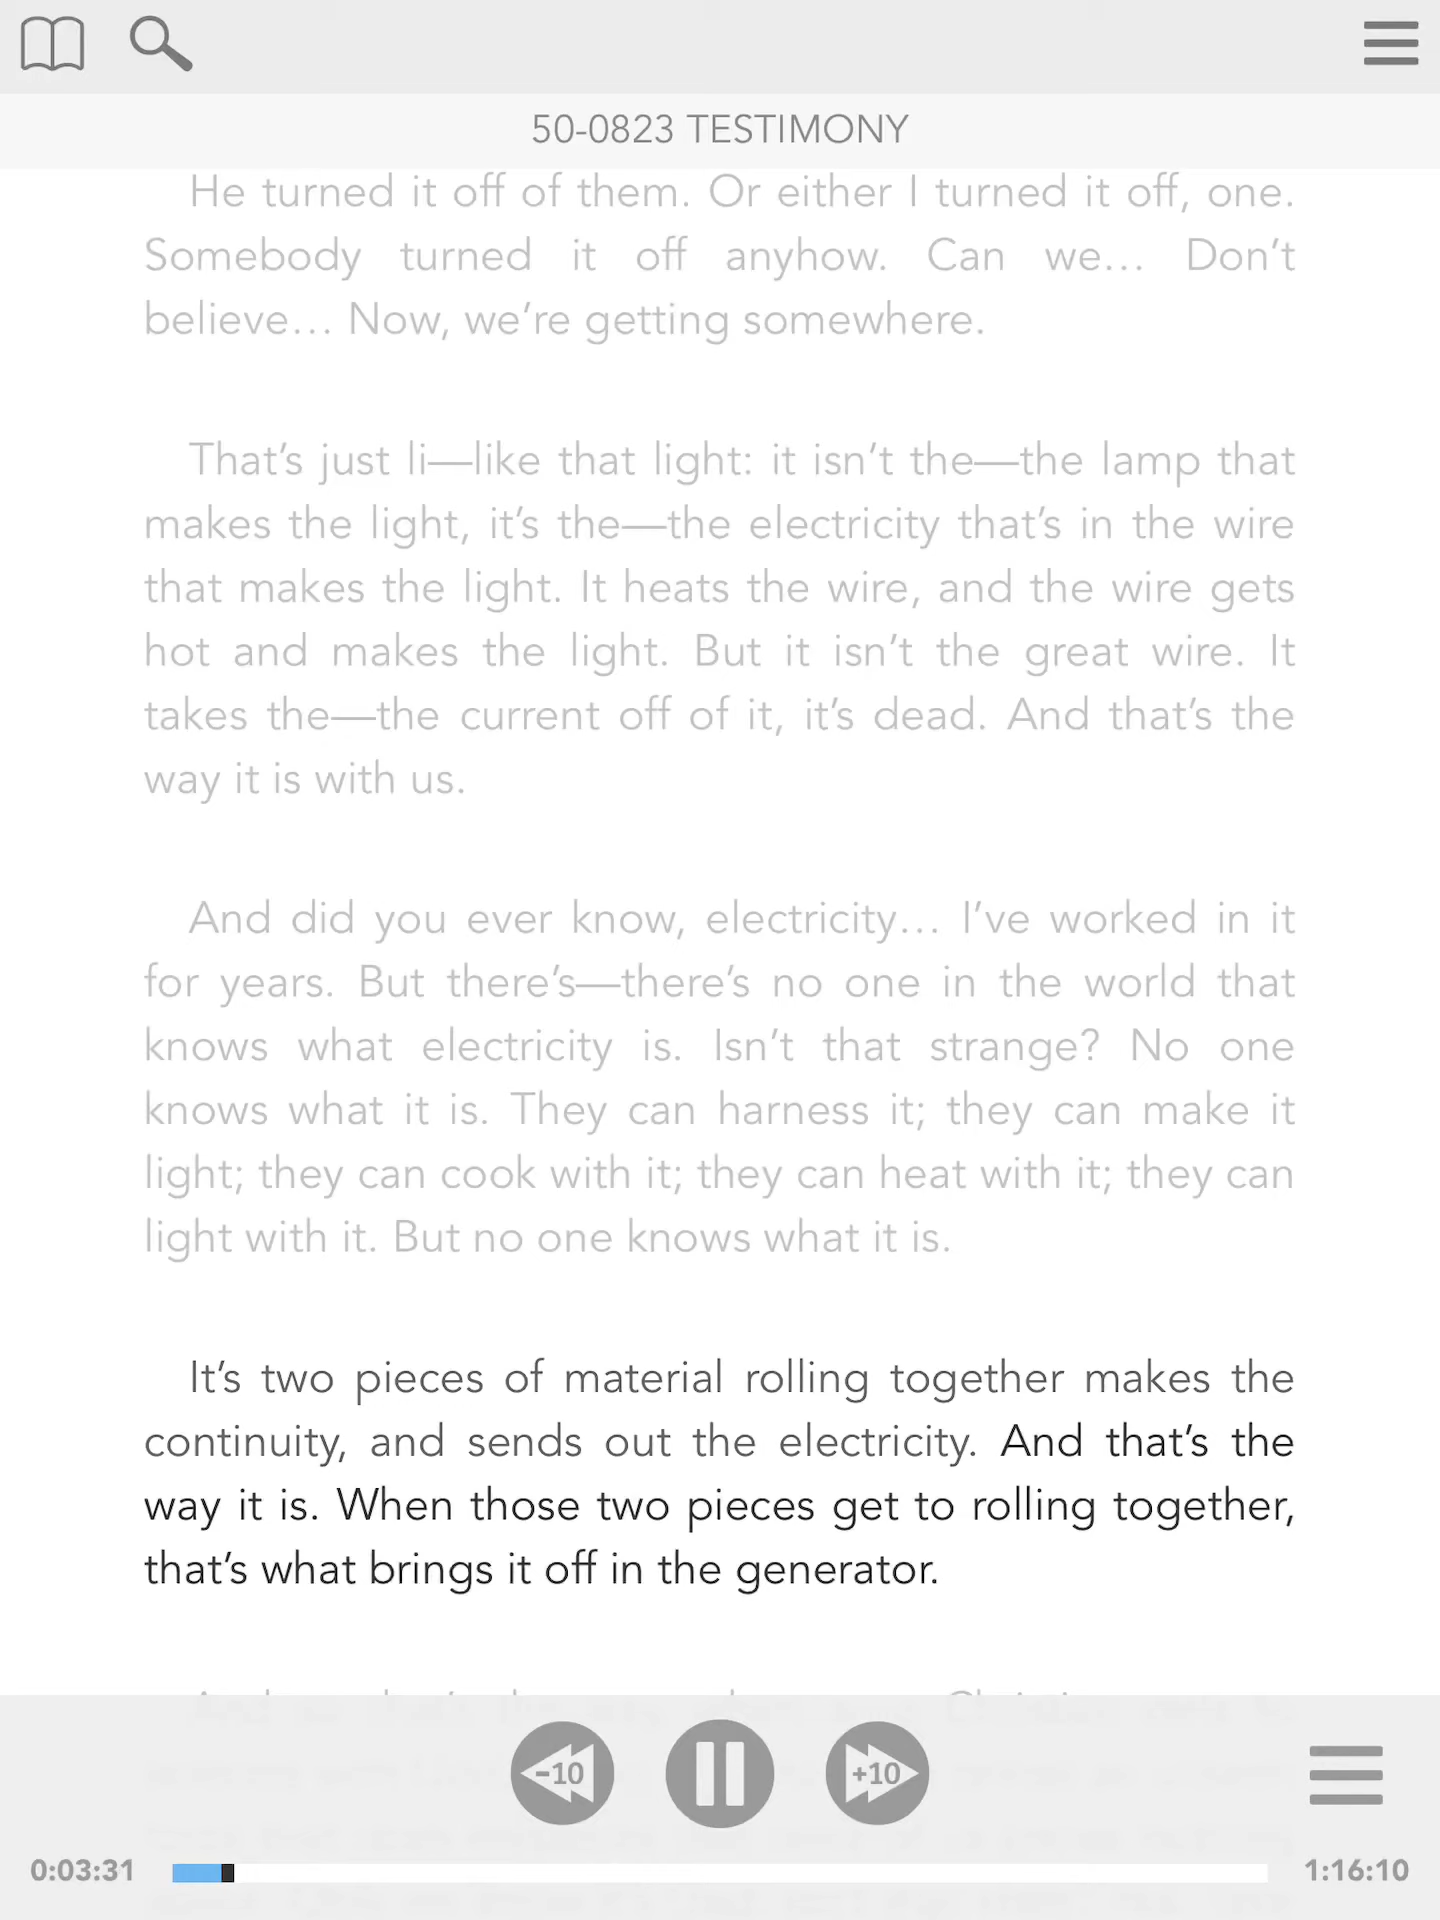 50-0823 TESTIMONY
He turned it off of them. Or either I turned it off, one.
Somebody turned it off anyhow. Can we… Don’t
believe… Now, we’re getting somewhere.
That’s just li—like that light: it isn’t the—the lamp that
makes the light, it’s the—the electricity that’s in the wire
that makes the light. It heats the wire, and the wire gets
hot and makes the light. But it isn’t the great wire. It
takes the—the current off of it, it’s dead. And that’s the
way it is with us.
And did you ever know, electricity… I’ve worked in it
for years. But there’s—there’s no one in the world that
knows what electricity is. Isn’t that strange? No one
knows what it is. They can harness it; they can make it
light; they can cook with it; they can heat with it; they can
light with it. But no one knows what it is.
It’s two pieces of material rolling together makes the
continuity, and sends out the electricity. And that’s the
way it is. When those two pieces get to rolling together,
that’s what brings it off in the generator.
-10 +10
0:03:31 1:16:10